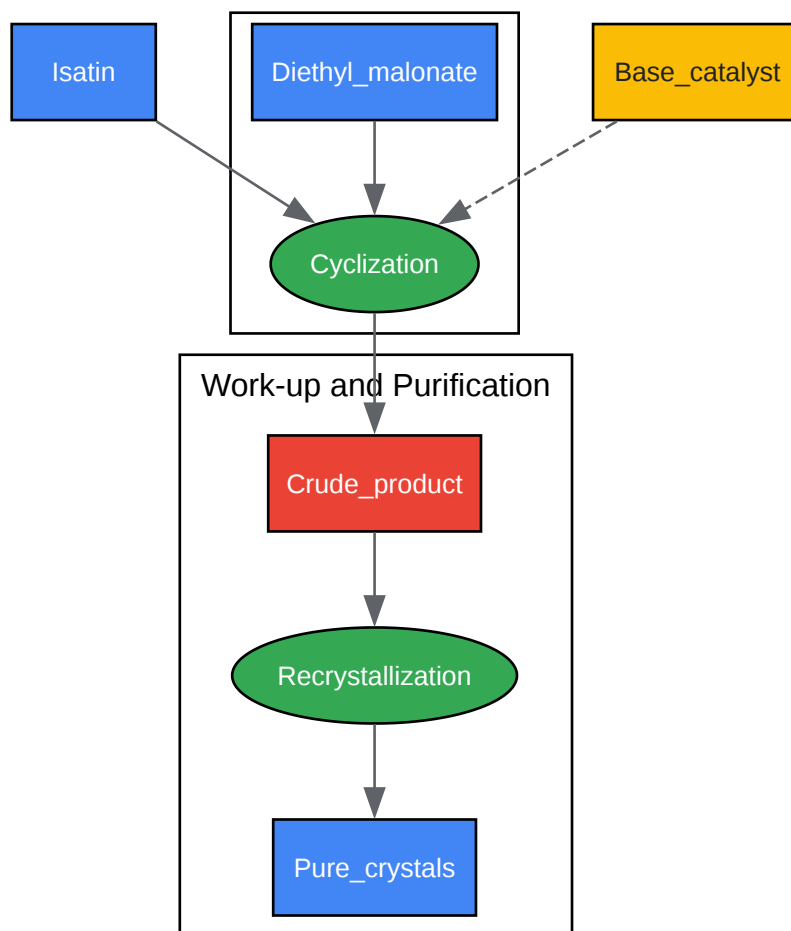 Isatin
Diethyl_malonate
Base_catalyst
Cyclization
Work-up and Purification
Crude_product
Recrystallization
Pure_crystals